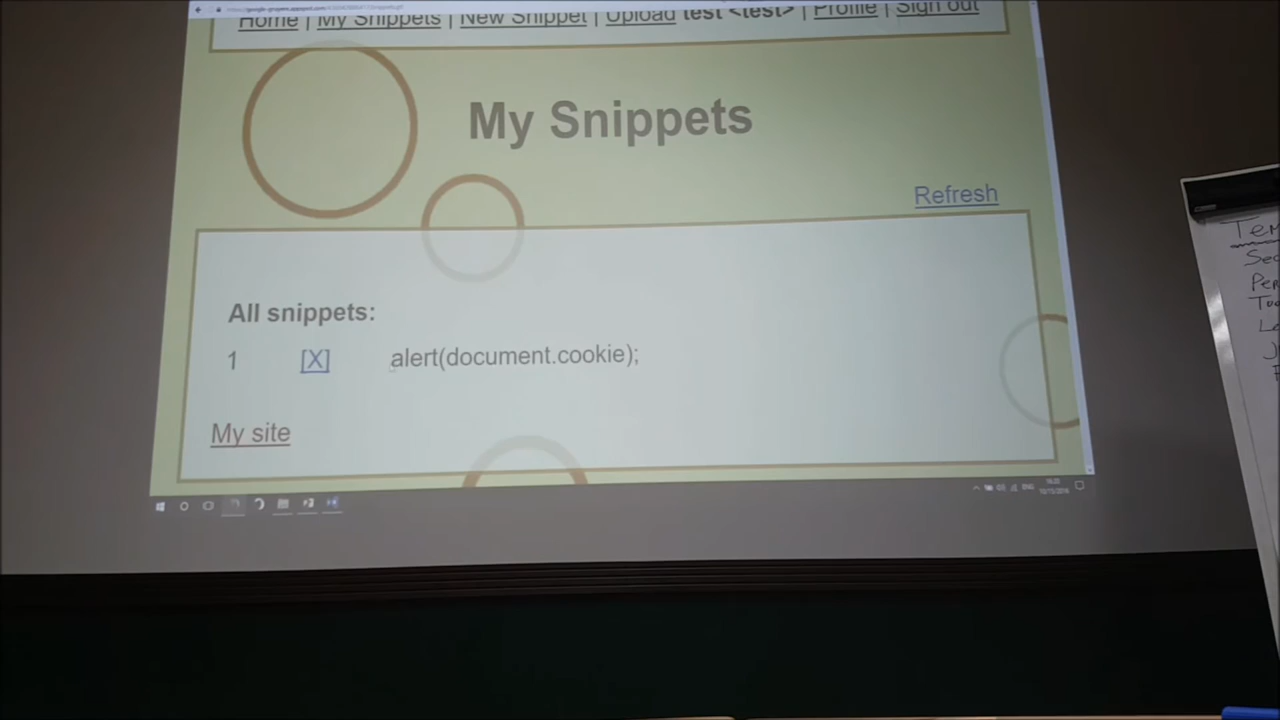 Home | My Snippets | New Snippet | Upload test <test> | Profile | Sign out
My Snippets
Refresh
All snippets:
1 [X] alert(document.cookie);
My site
ENG